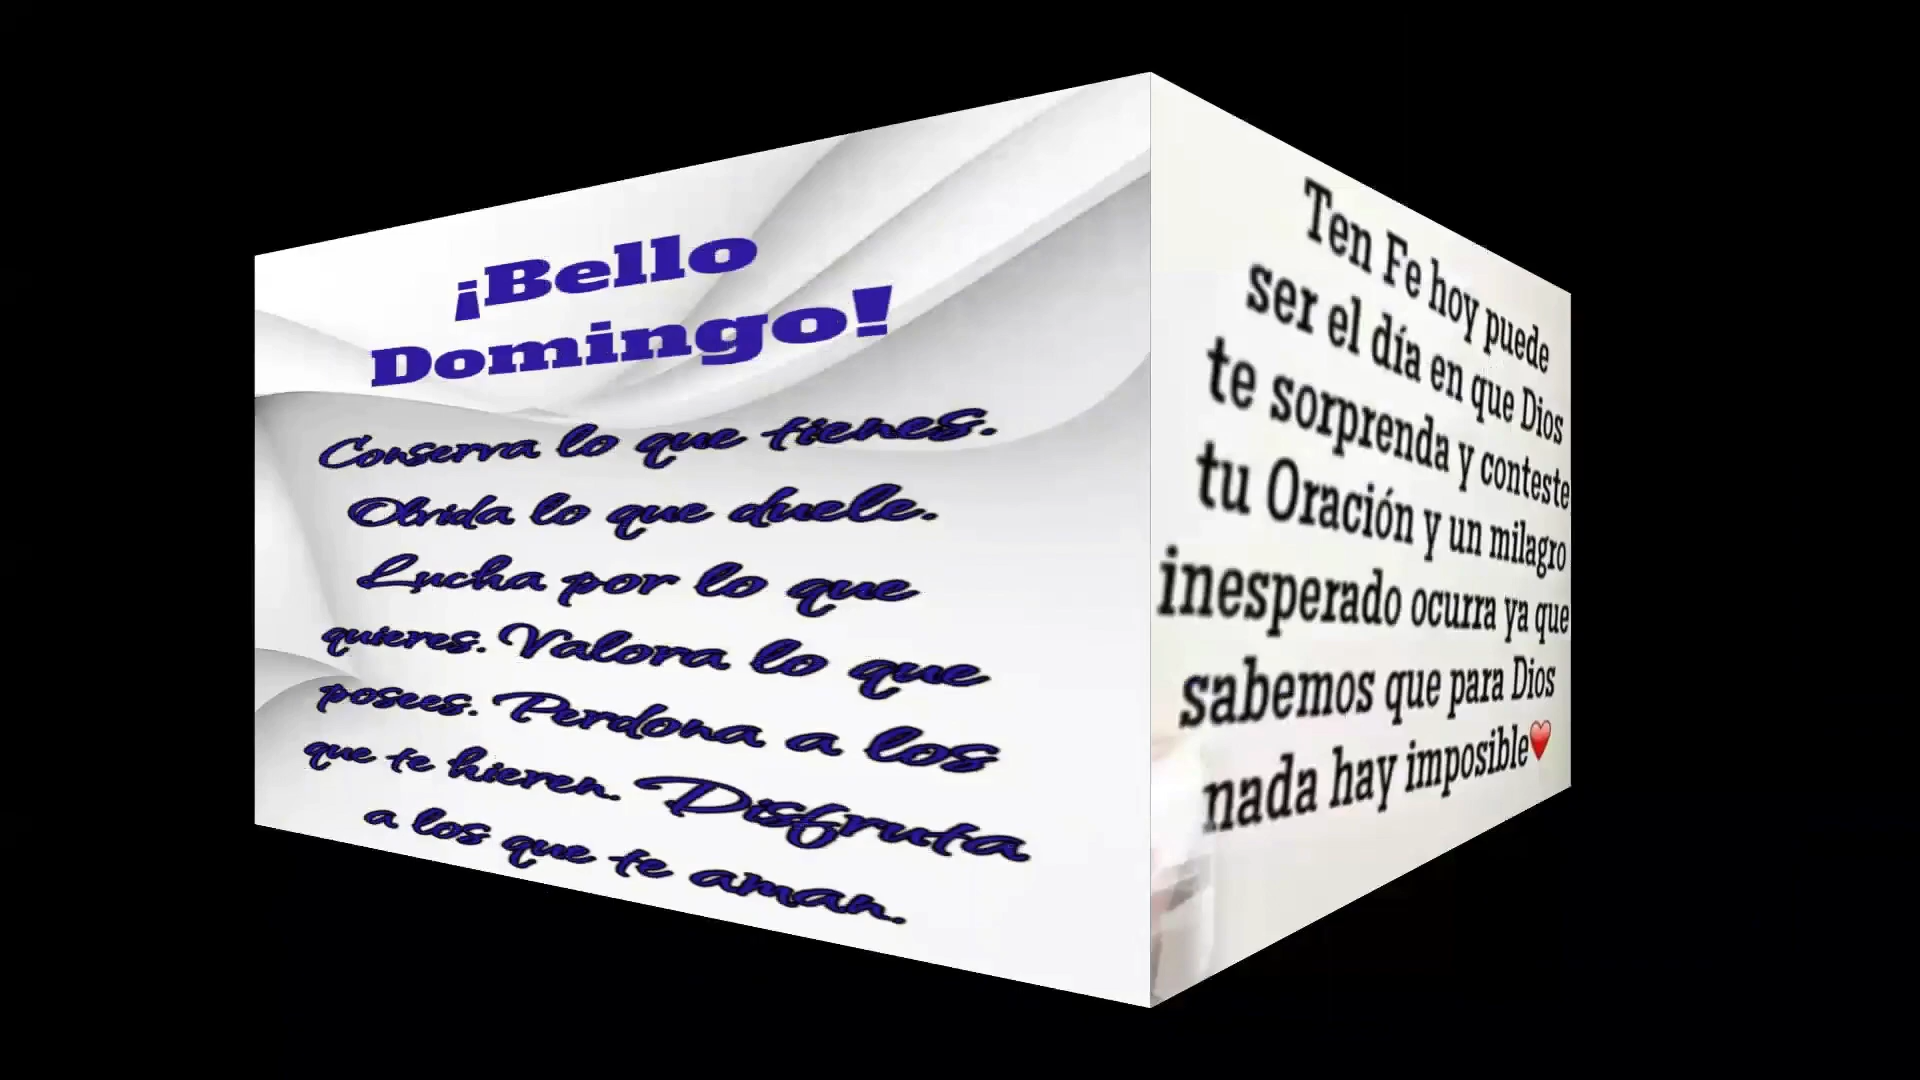 ¡Bello
Domingo!
Conserva lo que tienes.
Olvida lo que duele.
Lucha por lo que
quieres. Valora lo que
posees. Perdona a los
que te hieren. Disfruta
a los que te aman.
Ten Fe hoy puede
ser el día en que Dios
te sorprenda y conteste
tu Oración y un milagro
inesperado ocurra ya que
sabemos que para Dios
nada hay imposible❤️